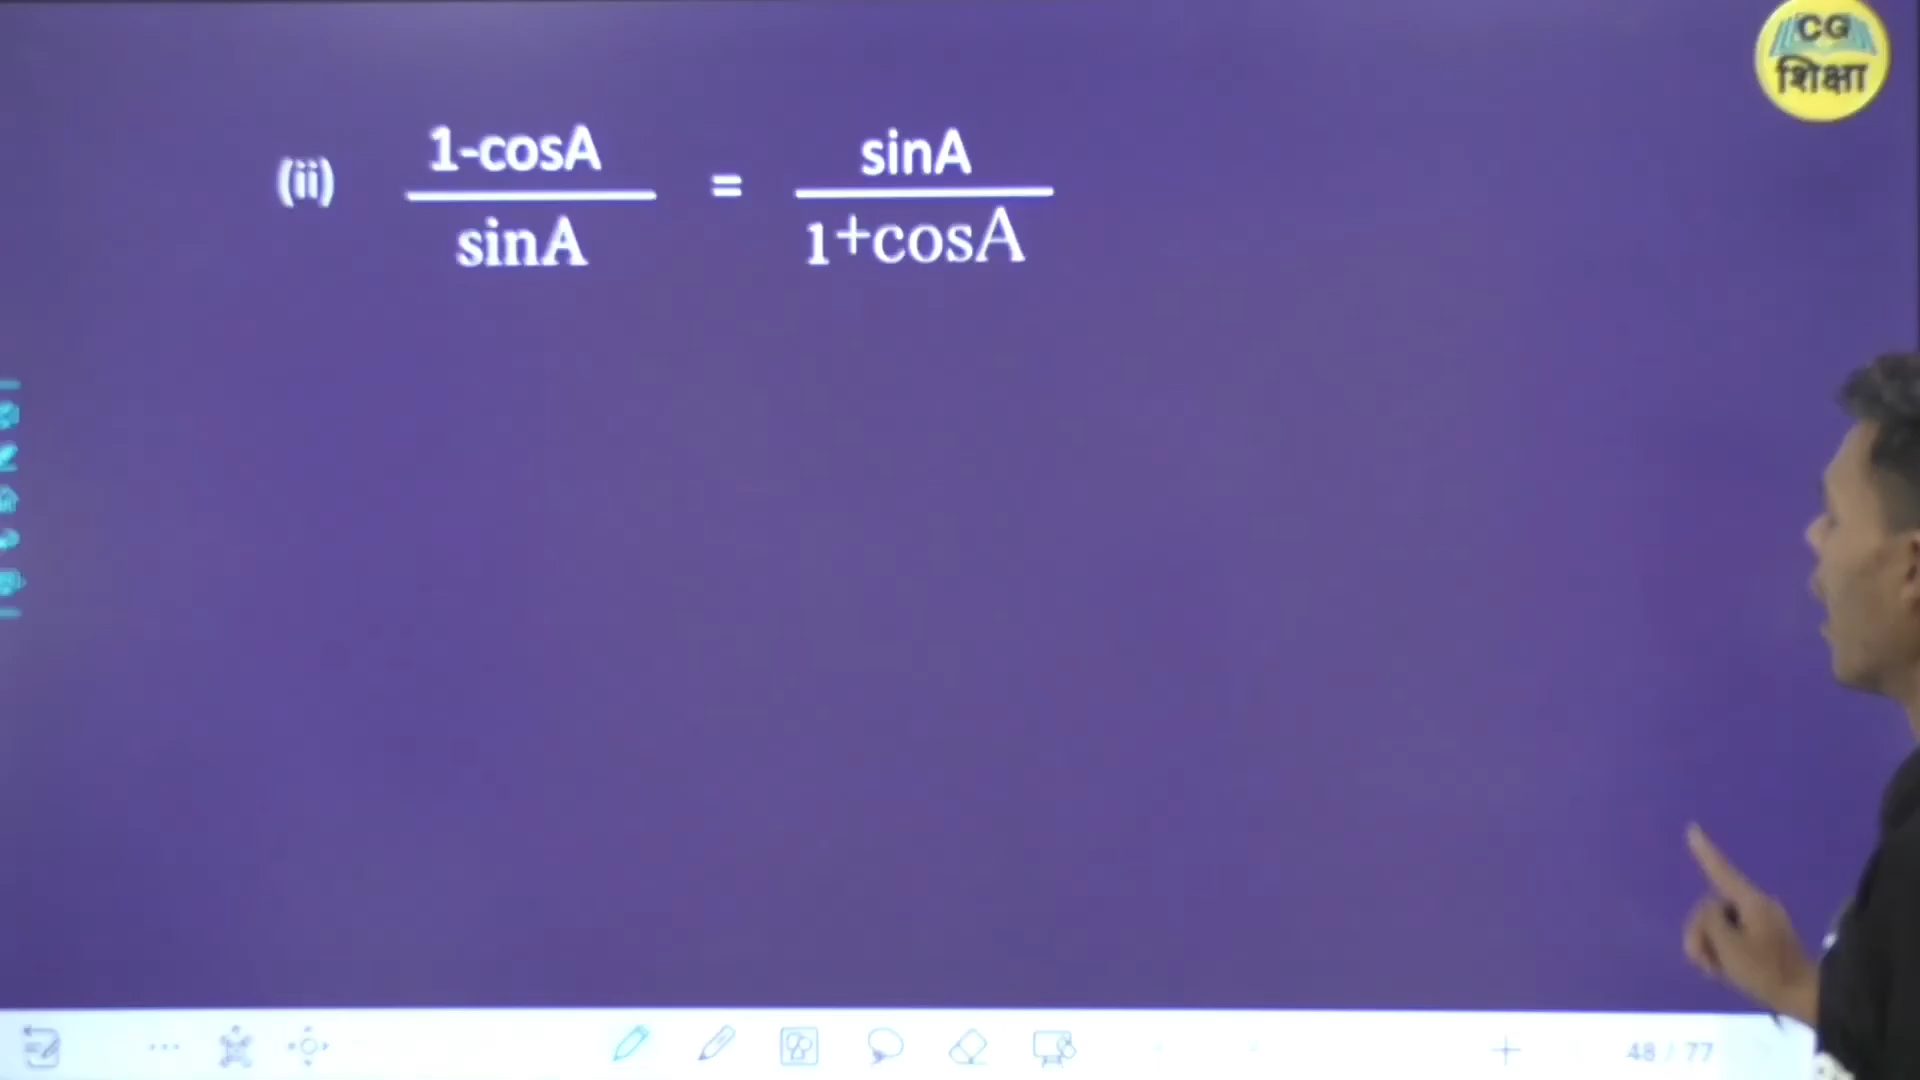 CG
शिक्षा
(ii) 1-cosA / sinA = sinA / 1+cosA
48 / 77